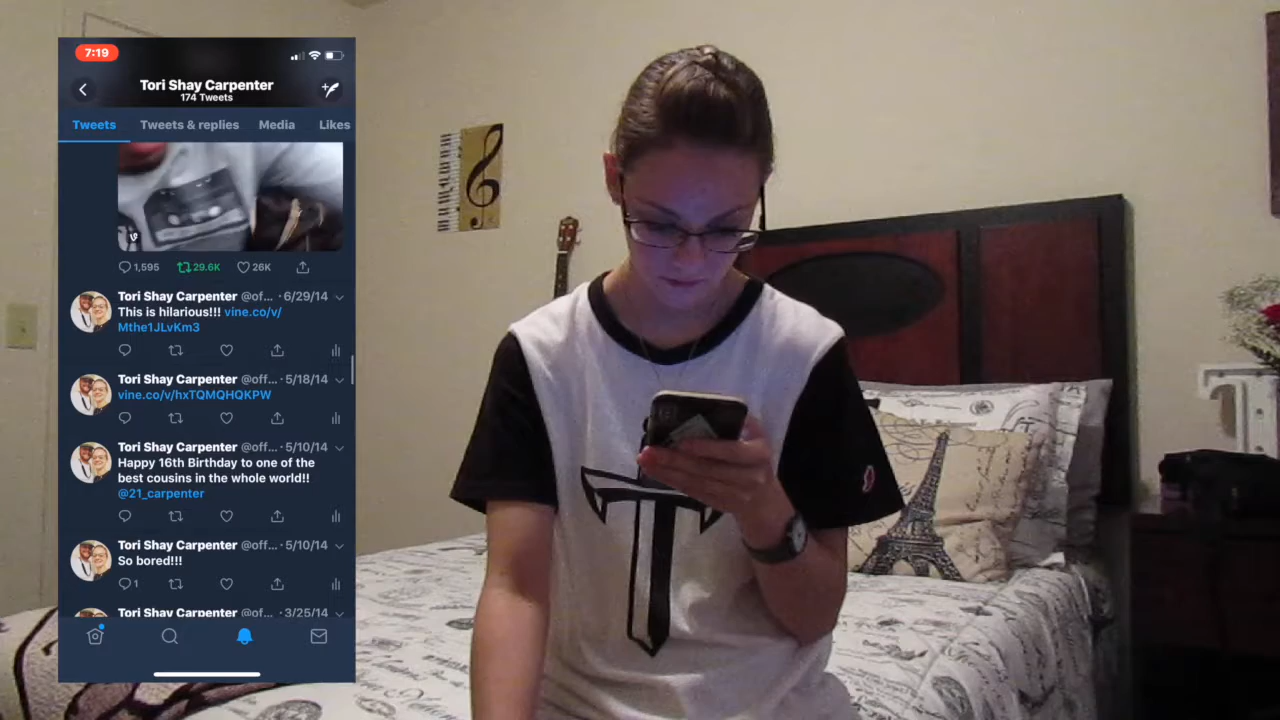 7:19
Tori Shay Carpenter
174 Tweets
Tweets Tweets & replies Media Likes
1,595 29.6K 26K
Tori Shay Carpenter @of... · 6/29/14
This is hilarious!!! vine.co/v/
Mthe1JLvKm3
Tori Shay Carpenter @off... · 5/18/14
vine.co/v/hxTQMQHQKPW
Tori Shay Carpenter @off... · 5/10/14
Happy 16th Birthday to one of the
best cousins in the whole world!!
@21_carpenter
Tori Shay Carpenter @off... · 5/10/14
So bored!!!
1
Tori Shay Carpenter @of... · 3/25/14
T